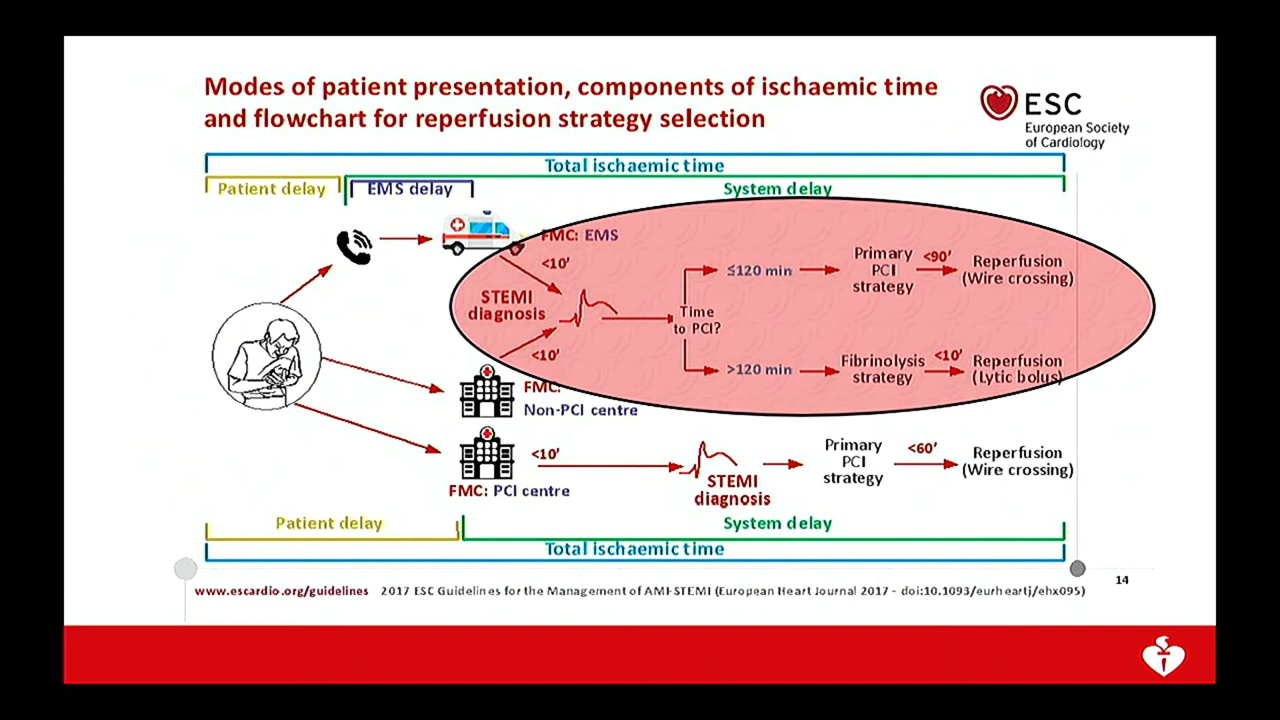 Modes of patient presentation, components of ischaemic time
and flowchart for reperfusion strategy selection
ESC
European Society
of Cardiology
Total ischaemic time
Patient delay
EMS delay
System delay
FMC: EMS
<10’
STEMI
diagnosis
<10’
Time
to PCI?
≤120 min
Primary
PCI
strategy
<90’
Reperfusion
(Wire crossing)
>120 min
Fibrinolysis
strategy
<10’
Reperfusion
(Lytic bolus)
FMC:
Non-PCI centre
<10’
FMC: PCI centre
STEMI
diagnosis
Primary
PCI
strategy
<60’
Reperfusion
(Wire crossing)
Patient delay
System delay
Total ischaemic time
14
www.escardio.org/guidelines 2017 ESC Guidelines for the Management of AMI-STEMI (European Heart Journal 2017 - doi:10.1093/eurheartj/ehx095)